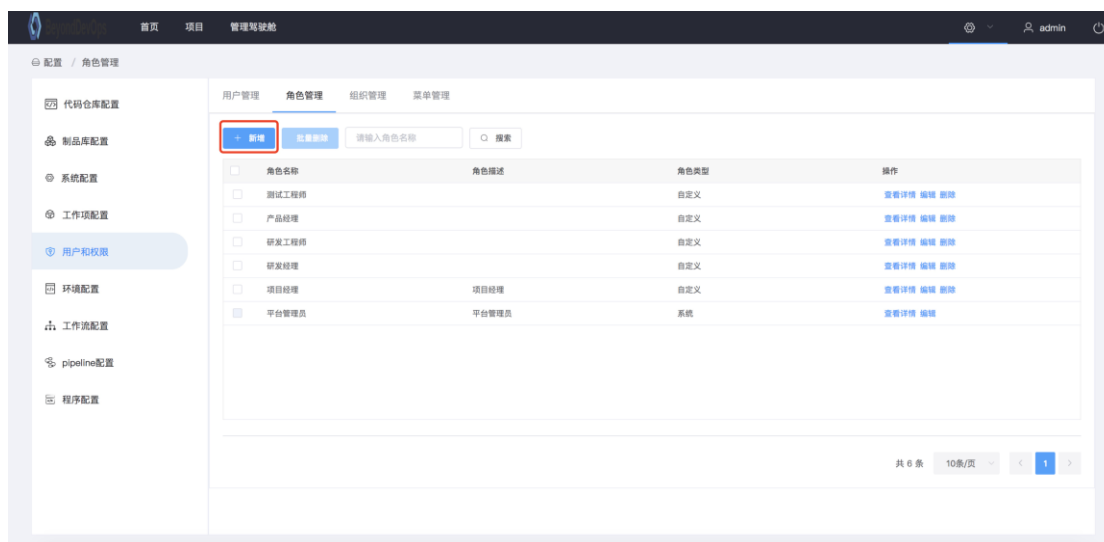 BeyondDevOps 首页 项目 管理驾驶舱 admin
配置 / 角色管理
代码仓库配置
制品库配置
系统配置
工作项配置
用户和权限
环境配置
工作流配置
pipeline配置
程序配置
用户管理 角色管理 组织管理 菜单管理
+ 新增 批量删除 请输入角色名称 搜索
角色名称 角色描述 角色类型 操作
测试工程师 自定义 查看详情 编辑 删除
产品经理 自定义 查看详情 编辑 删除
研发工程师 自定义 查看详情 编辑 删除
研发经理 自定义 查看详情 编辑 删除
项目经理 项目经理 自定义 查看详情 编辑 删除
平台管理员 平台管理员 系统 查看详情 编辑
共 6 条 10条/页 < 1 >